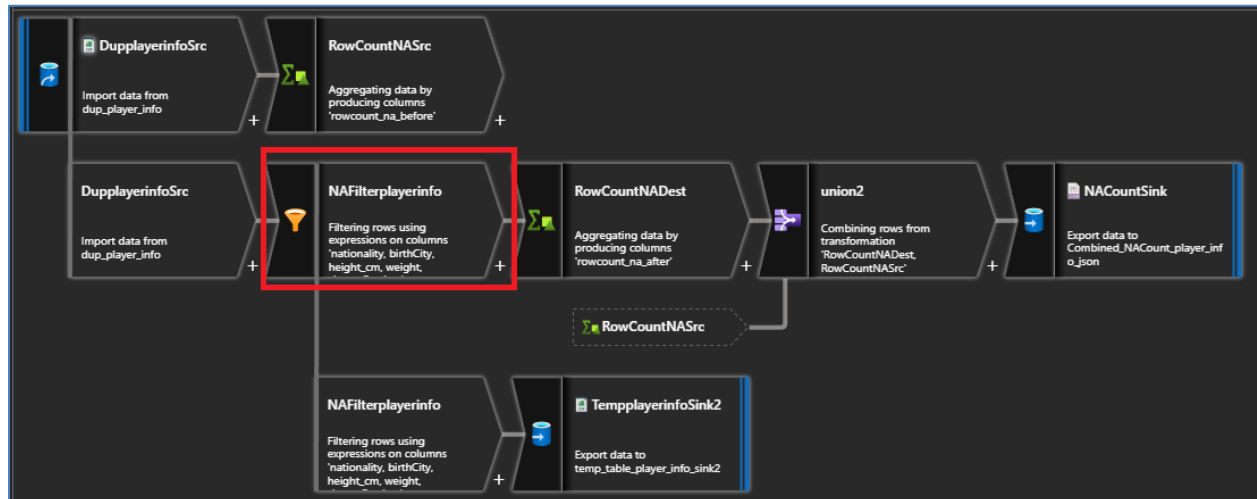 DupplayerinfoSrc
Import data from
dup_player_info
+
RowCountNASrc
Aggregating data by
producing columns
'rowcount_na_before'
+
DupplayerinfoSrc
Import data from
dup_player_info
+
NAFilterplayerinfo
Filtering rows using
expressions on columns
'nationality, birthCity,
height_cm, weight,
+
RowCountNADest
Aggregating data by
producing columns
'rowcount_na_after'
+
union2
Combining rows from
transformation
'RowCountNADest,
RowCountNASrc'
+
NACountSink
Export data to
Combined_NACount_player_inf
o_json
RowCountNASrc
NAFilterplayerinfo
Filtering rows using
expressions on columns
'nationality, birthCity,
height_cm, weight,
+
TempplayerinfoSink2
Export data to
temp_table_player_info_sink2